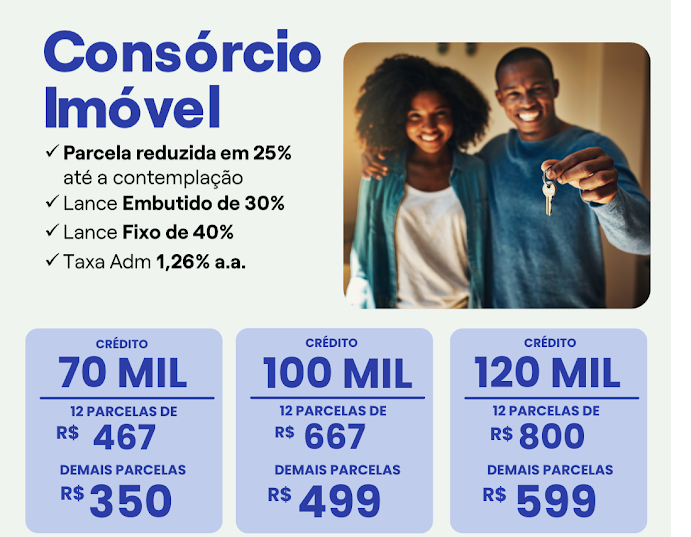 Consórcio
Imóvel
✓ Parcela reduzida em 25%
até a contemplação
✓ Lance Embutido de 30%
✓ Lance Fixo de 40%
✓ Taxa Adm 1,26% a.a.
CRÉDITO
70 MIL
12 PARCELAS DE
R$ 467
DEMAIS PARCELAS
R$ 350
CRÉDITO
100 MIL
12 PARCELAS DE
R$ 667
DEMAIS PARCELAS
R$ 499
CRÉDITO
120 MIL
12 PARCELAS DE
R$ 800
DEMAIS PARCELAS
R$ 599